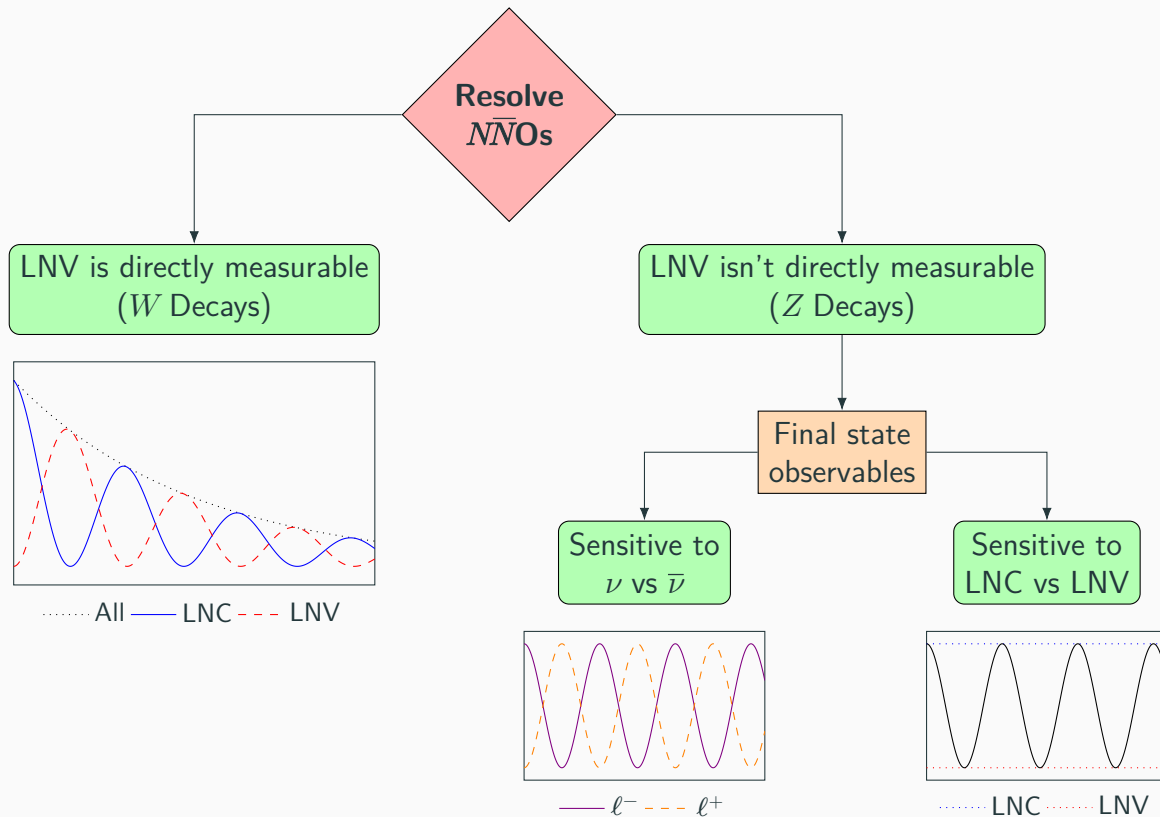 Resolve
NN̅Os
LNV is directly measurable
(W Decays)
LNV isn't directly measurable
(Z Decays)
Final state
observables
All LNC LNV
Sensitive to
ν vs ν̅
Sensitive to
LNC vs LNV
ℓ⁻ ℓ⁺
LNC LNV